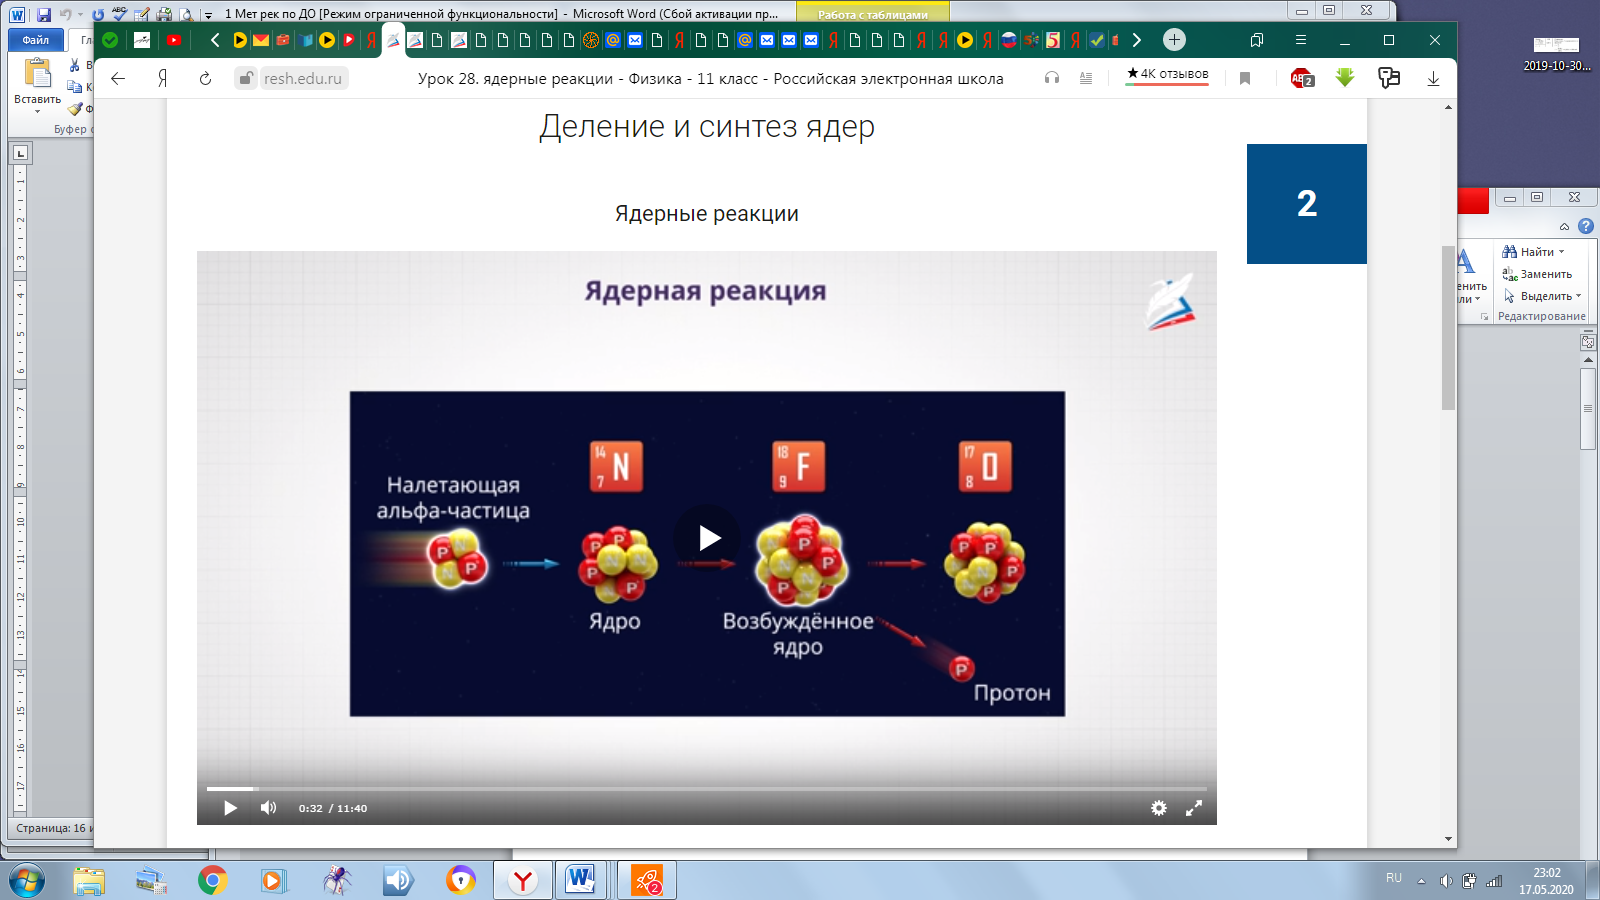 1 Мет рек по ДО [Режим ограниченной функциональности] - Microsoft Word (Сбой активации пр...
Работа с таблицами
Файл
Гл
Вставить
Буфер о
resh.edu.ru
Урок 28. ядерные реакции - Физика - 11 класс - Российская электронная школа
★4K отзывов
2019-10-30...
Деление и синтез ядер
2
Ядерные реакции
Ядерная реакция
14
7
N
18
9
F
17
8
O
Налетающая
альфа-частица
P
N
Ядро
Возбуждённое
ядро
P
Протон
0:32 / 11:40
Найти
Заменить
Выделить
Редактирование
Страница: 16 и
RU
23:02
17.05.2020